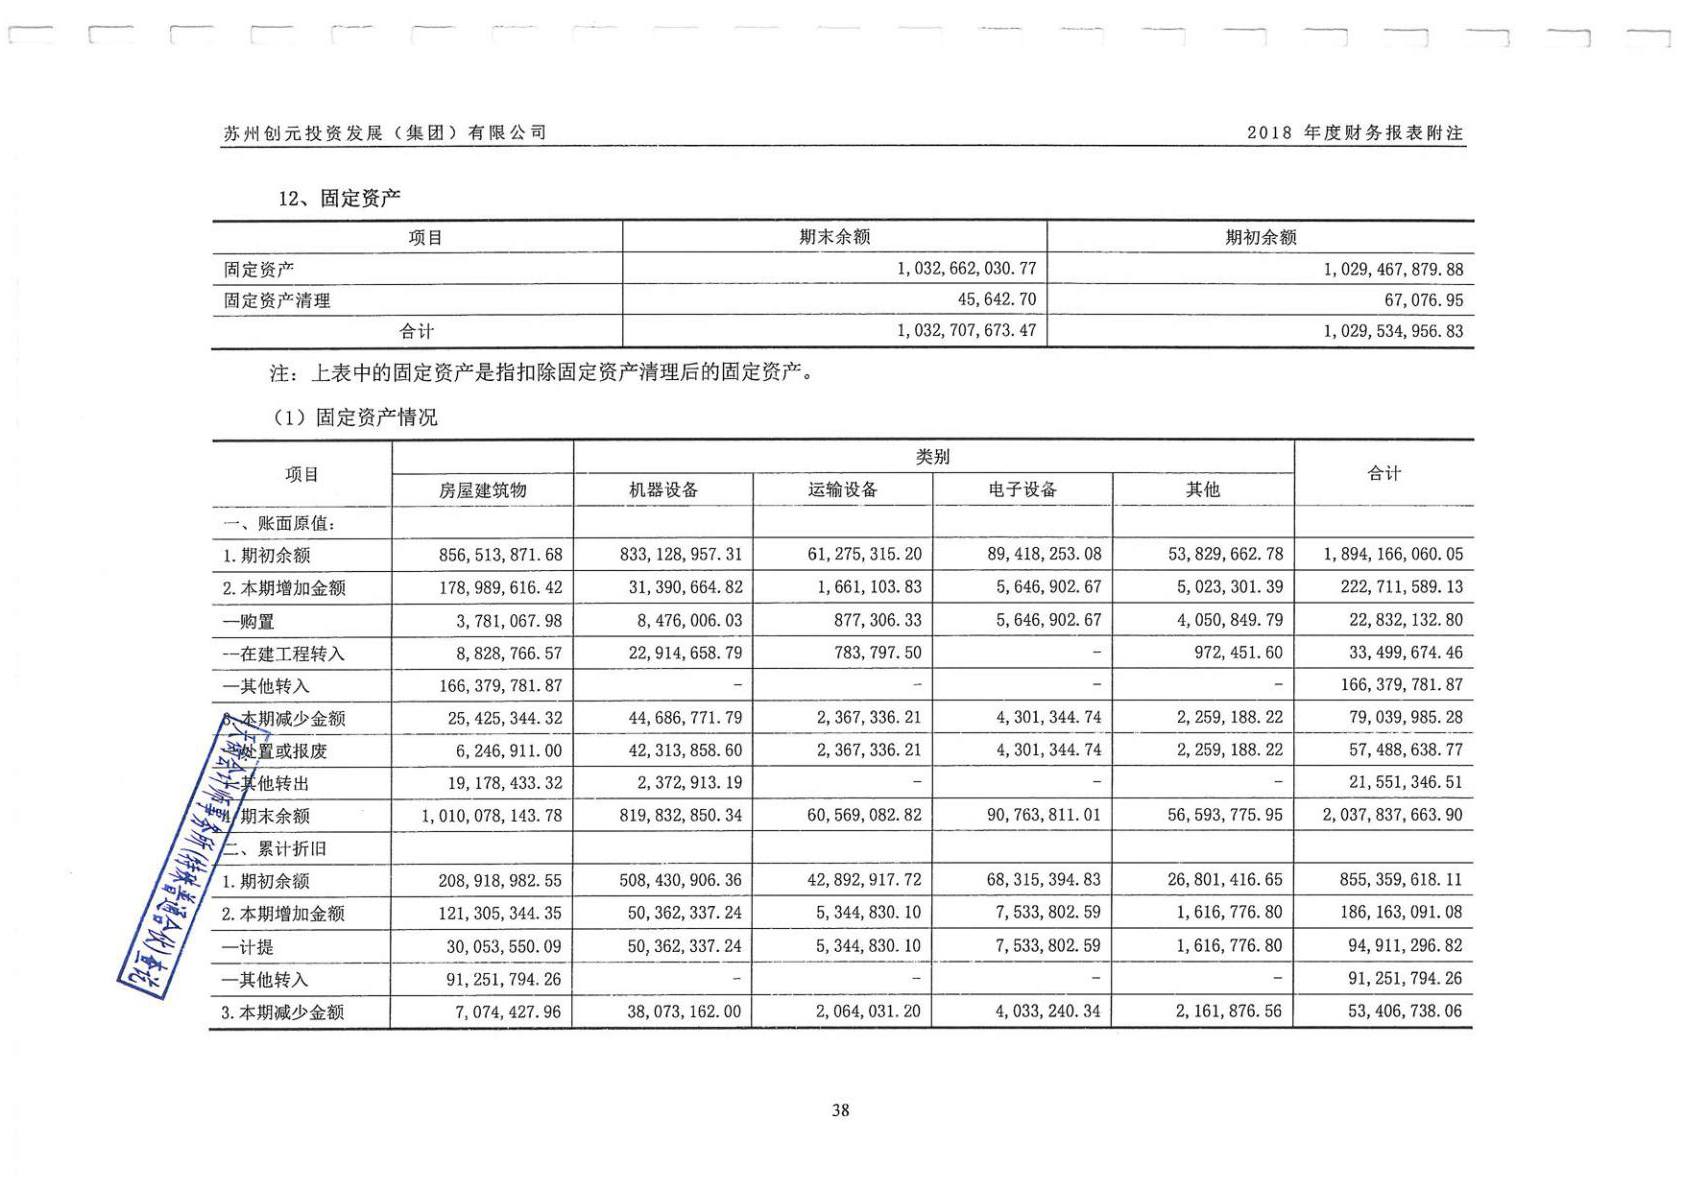 苏州创元投资发展（集团）有限公司 2018 年度财务报表附注
12、固定资产
项目 期末余额 期初余额
固定资产 1,032,662,030.77 1,029,467,879.88
固定资产清理 45,642.70 67,076.95
合计 1,032,707,673.47 1,029,534,956.83
注：上表中的固定资产是指扣除固定资产清理后的固定资产。
（1）固定资产情况
项目 类别 合计
房屋建筑物 机器设备 运输设备 电子设备 其他
一、账面原值：
1.期初余额 856,513,871.68 833,128,957.31 61,275,315.20 89,418,253.08 53,829,662.78 1,894,166,060.05
2.本期增加金额 178,989,616.42 31,390,664.82 1,661,103.83 5,646,902.67 5,023,301.39 222,711,589.13
—购置 3,781,067.98 8,476,006.03 877,306.33 5,646,902.67 4,050,849.79 22,832,132.80
—在建工程转入 8,828,766.57 22,914,658.79 783,797.50 - 972,451.60 33,499,674.46
—其他转入 166,379,781.87 - - - - 166,379,781.87
3.本期减少金额 25,425,344.32 44,686,771.79 2,367,336.21 4,301,344.74 2,259,188.22 79,039,985.28
—处置或报废 6,246,911.00 42,313,858.60 2,367,336.21 4,301,344.74 2,259,188.22 57,488,638.77
—其他转出 19,178,433.32 2,372,913.19 - - - 21,551,346.51
4.期末余额 1,010,078,143.78 819,832,850.34 60,569,082.82 90,763,811.01 56,593,775.95 2,037,837,663.90
二、累计折旧
1.期初余额 208,918,982.55 508,430,906.36 42,892,917.72 68,315,394.83 26,801,416.65 855,359,618.11
2.本期增加金额 121,305,344.35 50,362,337.24 5,344,830.10 7,533,802.59 1,616,776.80 186,163,091.08
—计提 30,053,550.09 50,362,337.24 5,344,830.10 7,533,802.59 1,616,776.80 94,911,296.82
—其他转入 91,251,794.26 - - - - 91,251,794.26
3.本期减少金额 7,074,427.96 38,073,162.00 2,064,031.20 4,033,240.34 2,161,876.56 53,406,738.06
天衡会计师事务所(特殊普通合伙)查讫
38